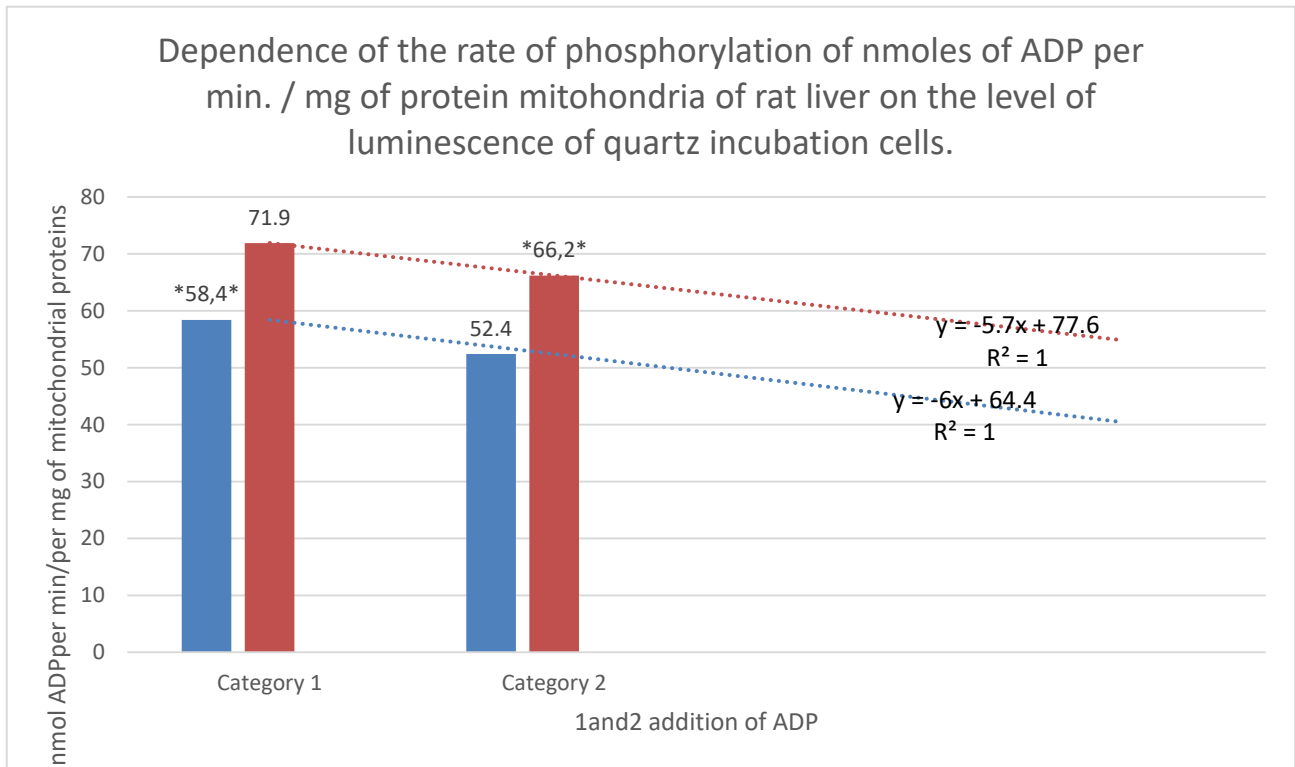 Dependence of the rate of phosphorylation of nmoles of ADP per
min. / mg of protein mitohondria of rat liver on the level of
luminescence of quartz incubation cells.
nmol ADPper min/per mg of mitochondrial proteins
80
70
60
50
40
30
20
10
0
*58,4*
71.9
52.4
*66,2*
y = -5.7x + 77.6
R² = 1
y = -6x + 64.4
R² = 1
Category 1
Category 2
1and2 addition of ADP